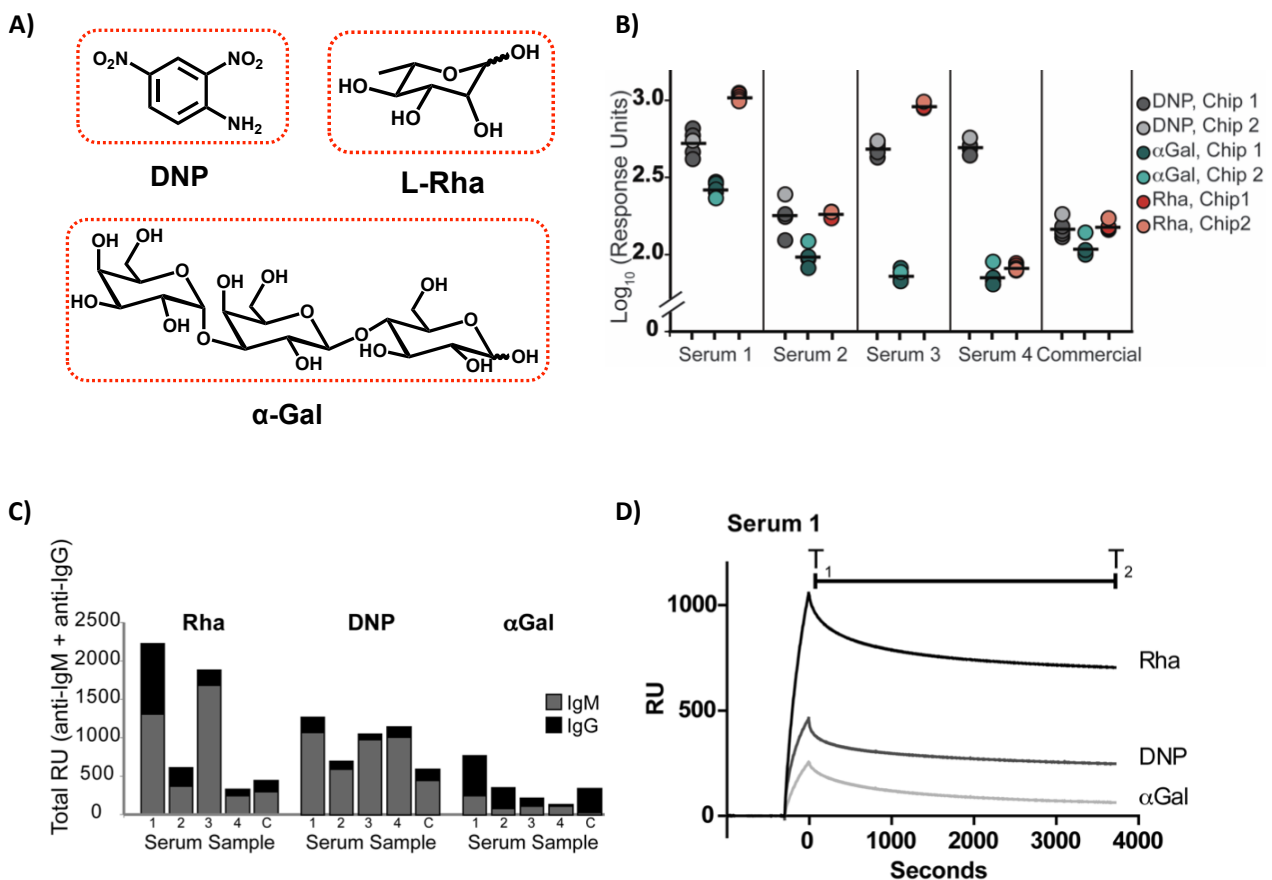 A)
O₂N
NO₂
NH₂
DNP
O
OH
HO
HO
OH
L-Rha
OH
OH
O
HO
OH
O
OH
OH
O
OH
O
OH
O
HO
OH
OH
α-Gal
B)
Log₁₀ (Response Units)
3.0
2.5
2.0
0
Serum 1
Serum 2
Serum 3
Serum 4
Commercial
DNP, Chip 1
DNP, Chip 2
αGal, Chip 1
αGal, Chip 2
Rha, Chip1
Rha, Chip2
C)
Total RU (anti-IgM + anti-IgG)
2500
2000
1500
1000
500
0
Rha
DNP
αGal
IgM
IgG
1 2 3 4 C
1 2 3 4 C
1 2 3 4 C
Serum Sample
Serum Sample
Serum Sample
D)
Serum 1
T₁
T₂
RU
1000
500
0
Rha
DNP
αGal
0 1000 2000 3000 4000
Seconds